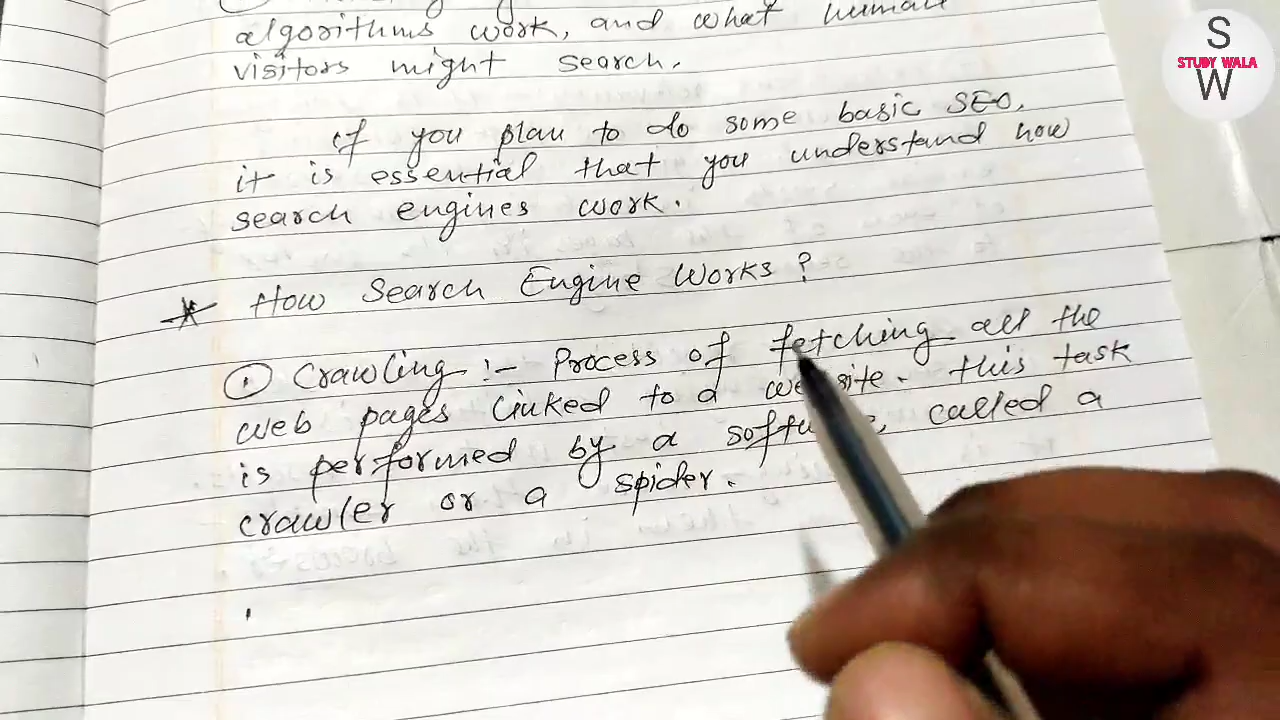 algorithms work, and what human
visitors might search.
if you plan to do some basic SEO,
it is essential that you understand how
search engines work.
* How Search Engine Works?
① Crawling :- Process of fetching all the
web pages linked to a website. this task
is performed by a software, called a
crawler or a spider.
S
STUDY WALA
W